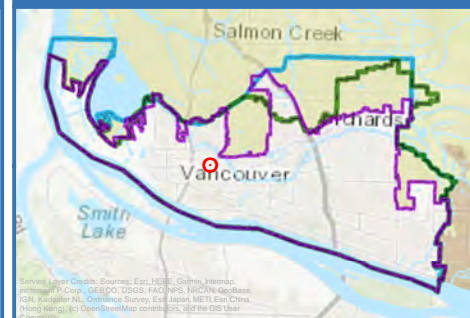 Salmon Creek
Orchards
Vancouver
Smith
Lake
Service Layer Credits: Sources: Esri, HERE, Garmin, Intermap,
increment P Corp., GEBCO, USGS, FAO, NPS, NRCAN, GeoBase,
IGN, Kadaster NL, Ordnance Survey, Esri Japan, METI, Esri China
(Hong Kong), (c) OpenStreetMap contributors, and the GIS User